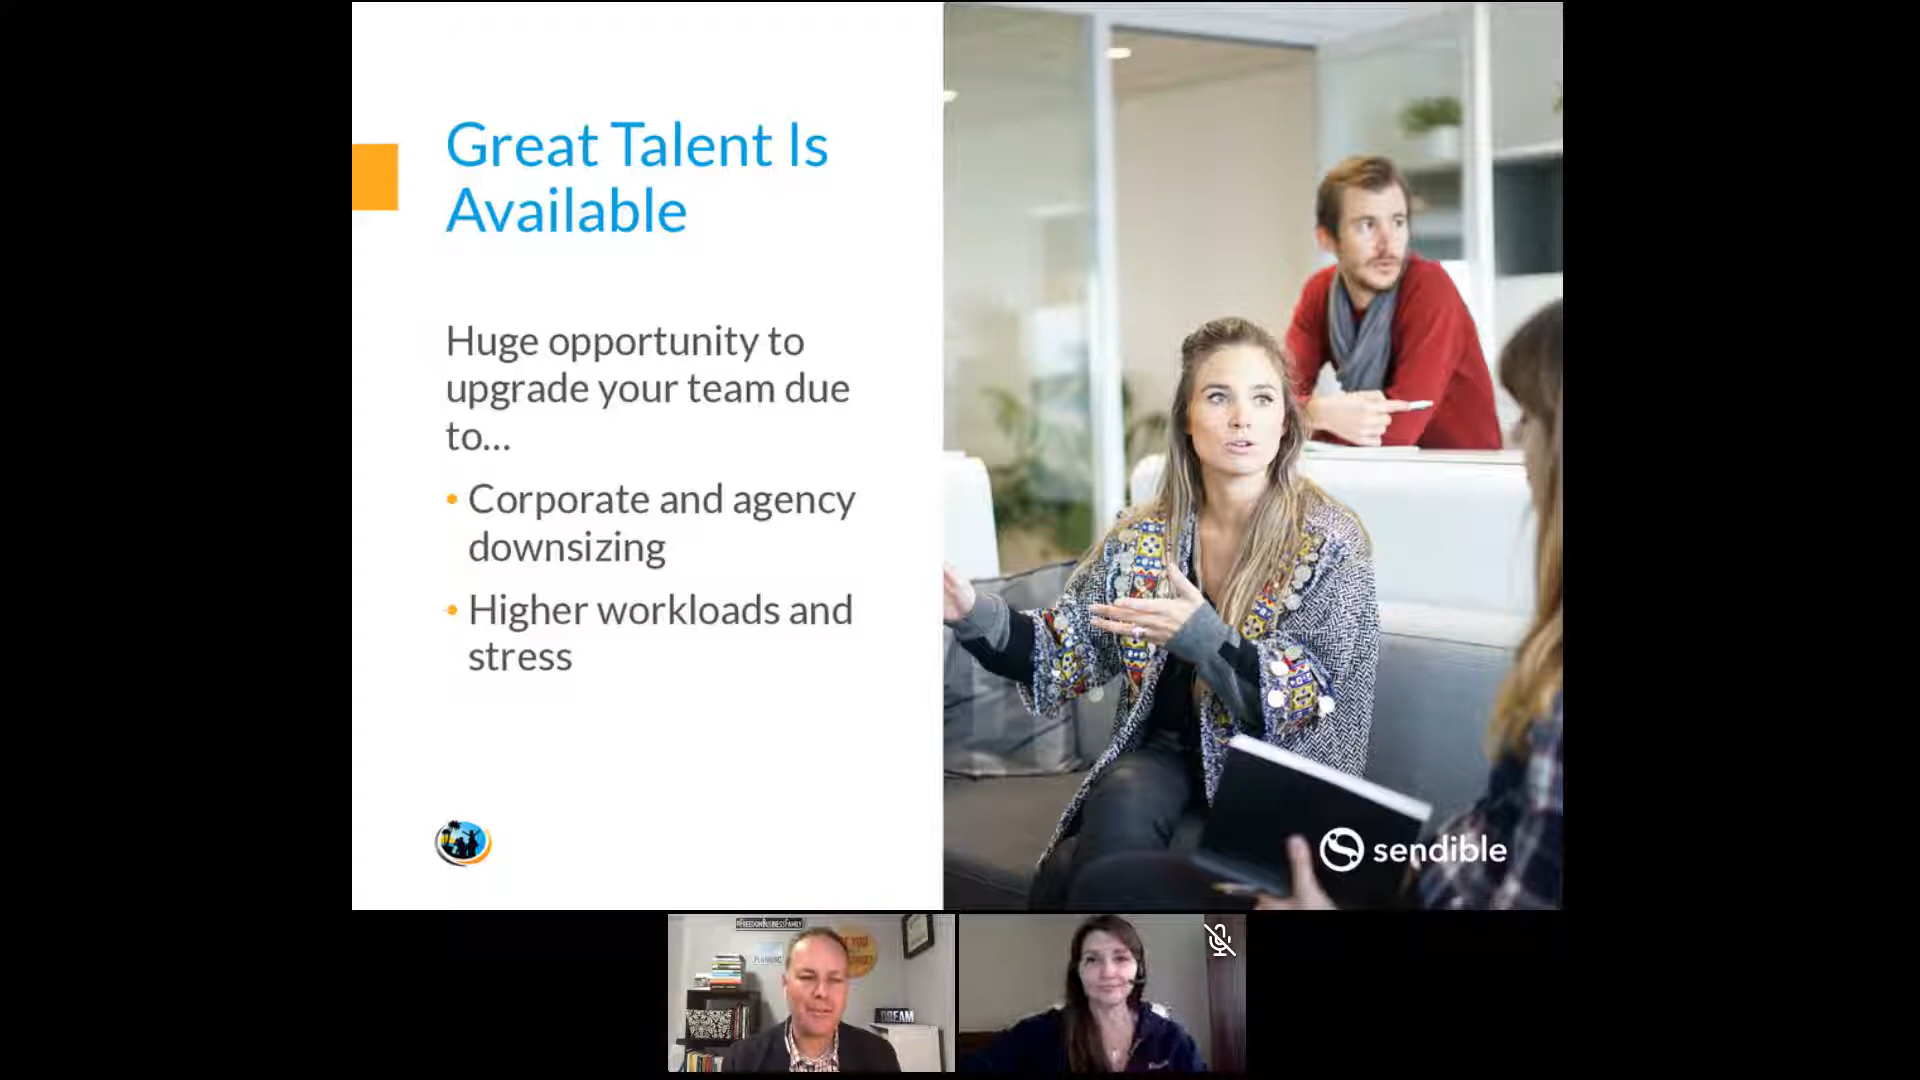 Great Talent Is
Available
Huge opportunity to
upgrade your team due
to...
• Corporate and agency
downsizing
• Higher workloads and
stress
sendible
PLANNING
DREAM